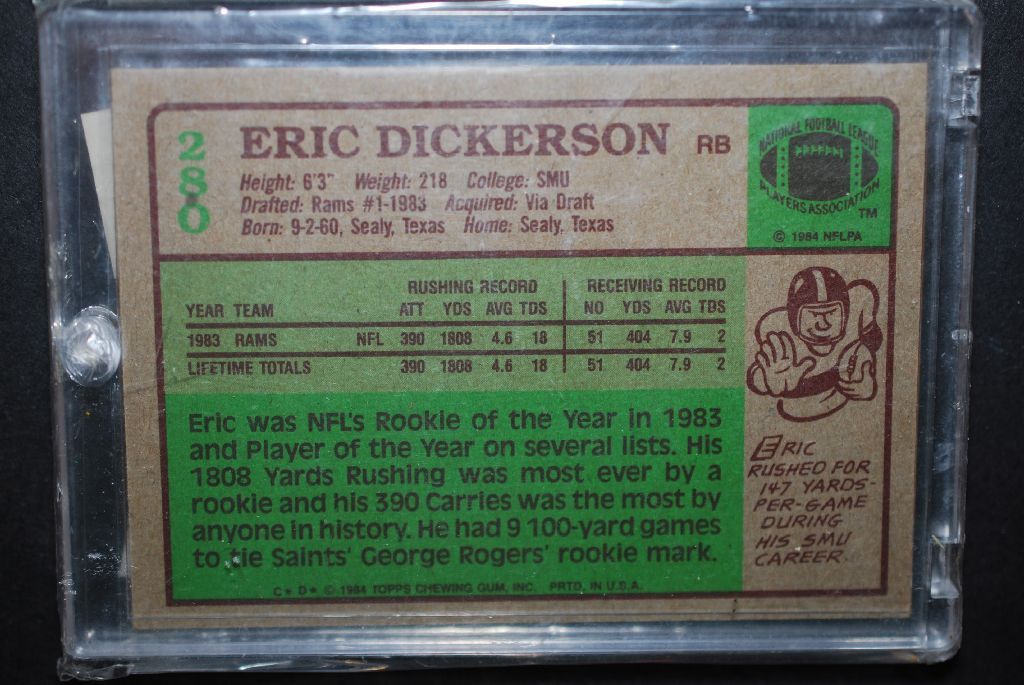 280
ERIC DICKERSON RB
Height: 6'3" Weight: 218 College: SMU
Drafted: Rams #1-1983 Acquired: Via Draft
Born: 9-2-60, Sealy, Texas Home: Sealy, Texas
NATIONAL FOOTBALL LEAGUE
PLAYERS ASSOCIATION
TM
© 1984 NFLPA
RUSHING RECORD RECEIVING RECORD
YEAR TEAM ATT YDS AVG TDS NO YDS AVG TDS
1983 RAMS NFL 390 1808 4.6 18 51 404 7.9 2
LIFETIME TOTALS 390 1808 4.6 18 51 404 7.9 2
Eric was NFL's Rookie of the Year in 1983
and Player of the Year on several lists. His
1808 Yards Rushing was most ever by a
rookie and his 390 Carries was the most by
anyone in history. He had 9 100-yard games
to tie Saints' George Rogers' rookie mark.
ERIC
RUSHED FOR
147 YARDS-
PER-GAME
DURING
HIS SMU
CAREER.
C★ D★ © 1984 TOPPS CHEWING GUM, INC. PRTD. IN U.S.A.